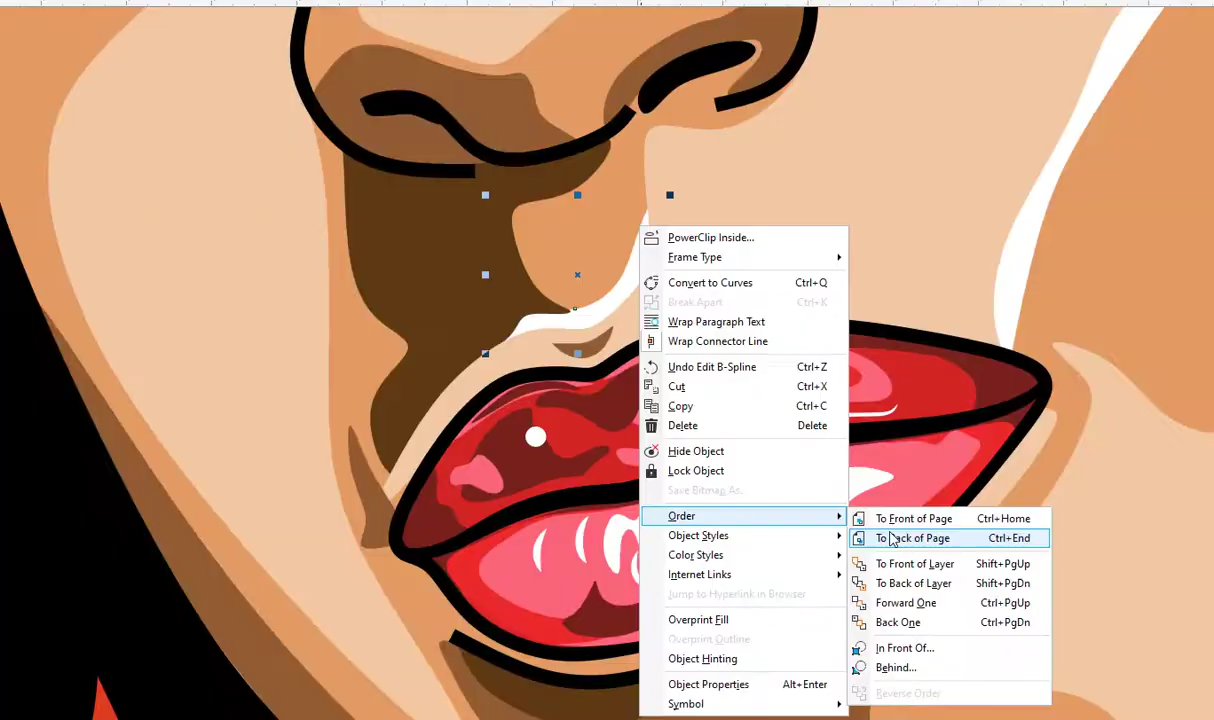 PowerClip Inside...
Frame Type
Convert to Curves Ctrl+Q
Break Apart Ctrl+K
Wrap Paragraph Text
Wrap Connector Line
Undo Edit B-Spline Ctrl+Z
Cut Ctrl+X
Copy Ctrl+C
Delete Delete
Hide Object
Lock Object
Save Bitmap As...
Order
Object Styles
Color Styles
Internet Links
Jump to Hyperlink in Browser
Overprint Fill
Overprint Outline
Object Hinting
Object Properties Alt+Enter
Symbol
To Front of Page Ctrl+Home
To Back of Page Ctrl+End
To Front of Layer Shift+PgUp
To Back of Layer Shift+PgDn
Forward One Ctrl+PgUp
Back One Ctrl+PgDn
In Front Of...
Behind...
Reverse Order